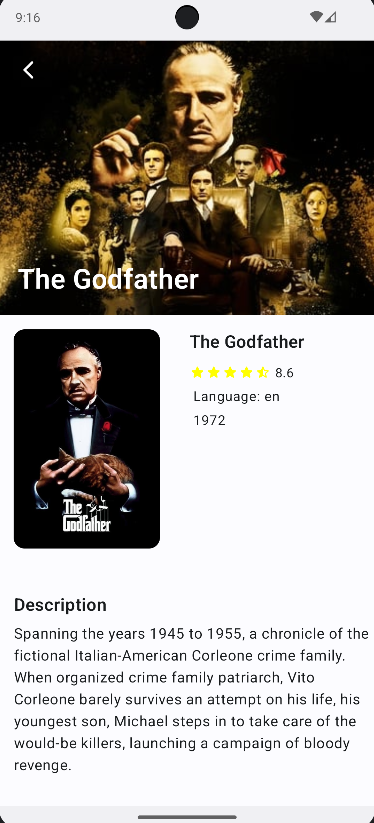 9:16
The Godfather
The Godfather
8.6
Language: en
1972
The
Godfather
Description
Spanning the years 1945 to 1955, a chronicle of the
fictional Italian-American Corleone crime family.
When organized crime family patriarch, Vito
Corleone barely survives an attempt on his life, his
youngest son, Michael steps in to take care of the
would-be killers, launching a campaign of bloody
revenge.